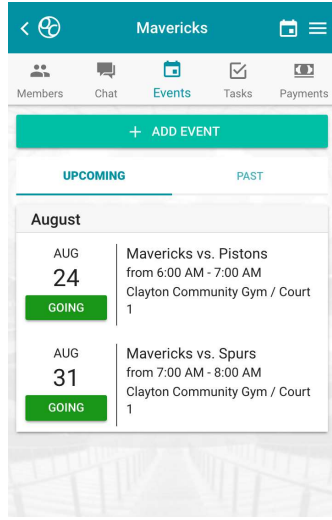 Mavericks
Members Chat Events Tasks Payments
+ ADD EVENT
UPCOMING PAST
August
AUG
24
GOING
Mavericks vs. Pistons
from 6:00 AM - 7:00 AM
Clayton Community Gym / Court
1
AUG
31
GOING
Mavericks vs. Spurs
from 7:00 AM - 8:00 AM
Clayton Community Gym / Court
1